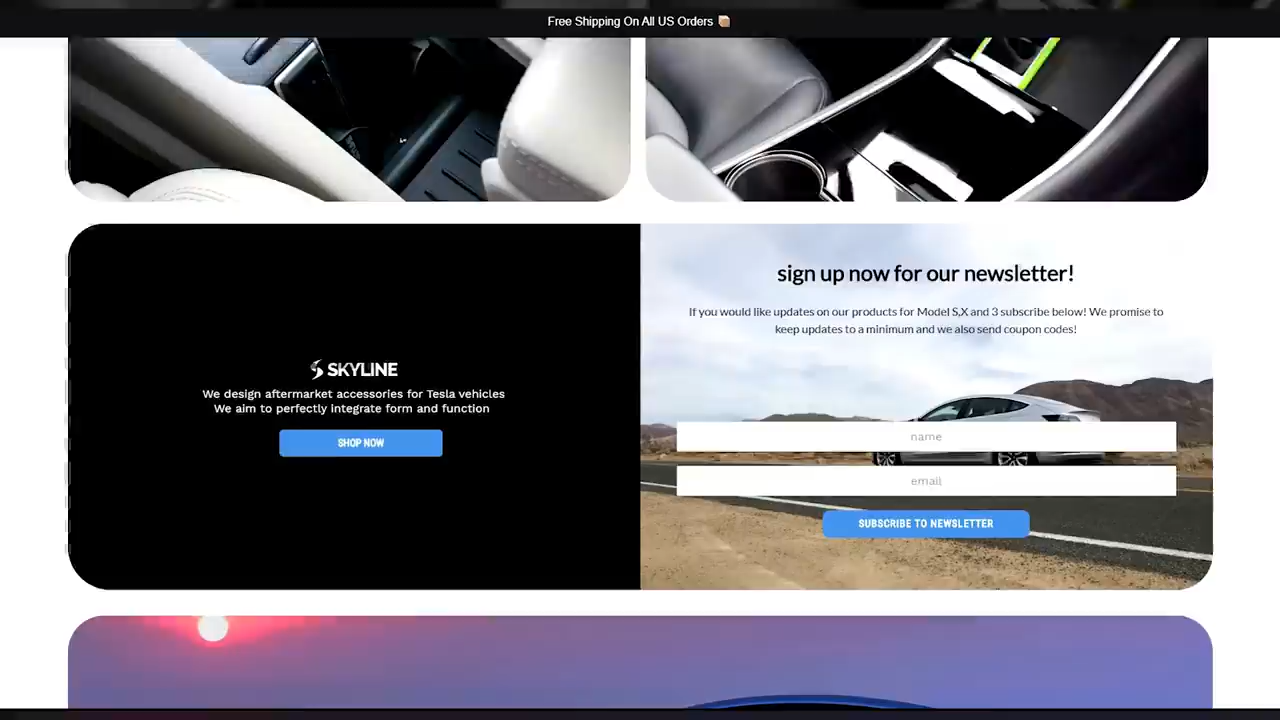 Free Shipping On All US Orders
sign up now for our newsletter!
If you would like updates on our products for Model S,X and 3 subscribe below! We promise to
keep updates to a minimum and we also send coupon codes!
SKYLINE
We design aftermarket accessories for Tesla vehicles
We aim to perfectly integrate form and function
SHOP NOW
name
email
SUBSCRIBE TO NEWSLETTER